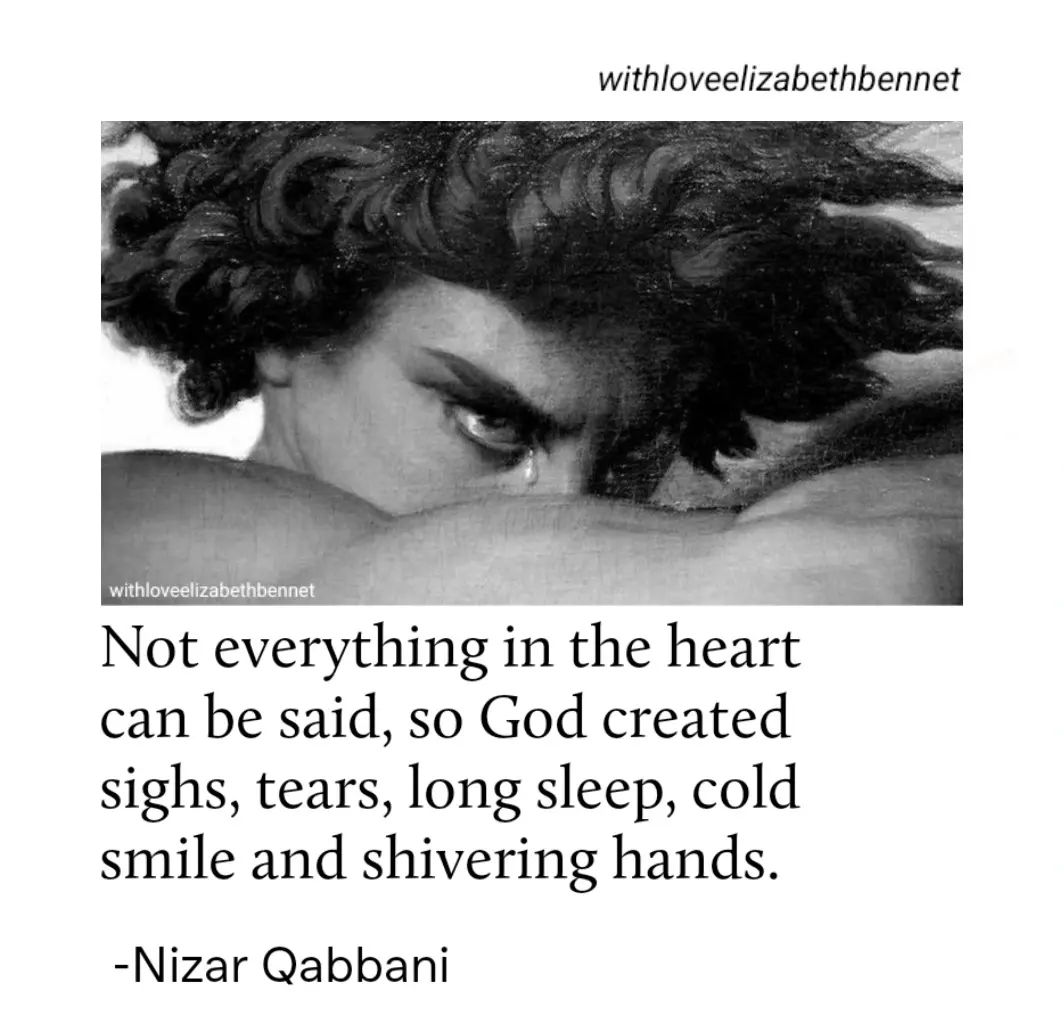 withloveelizabethbennet
withloveelizabethbennet
Not everything in the heart
can be said, so God created
sighs, tears, long sleep, cold
smile and shivering hands.
-Nizar Qabbani